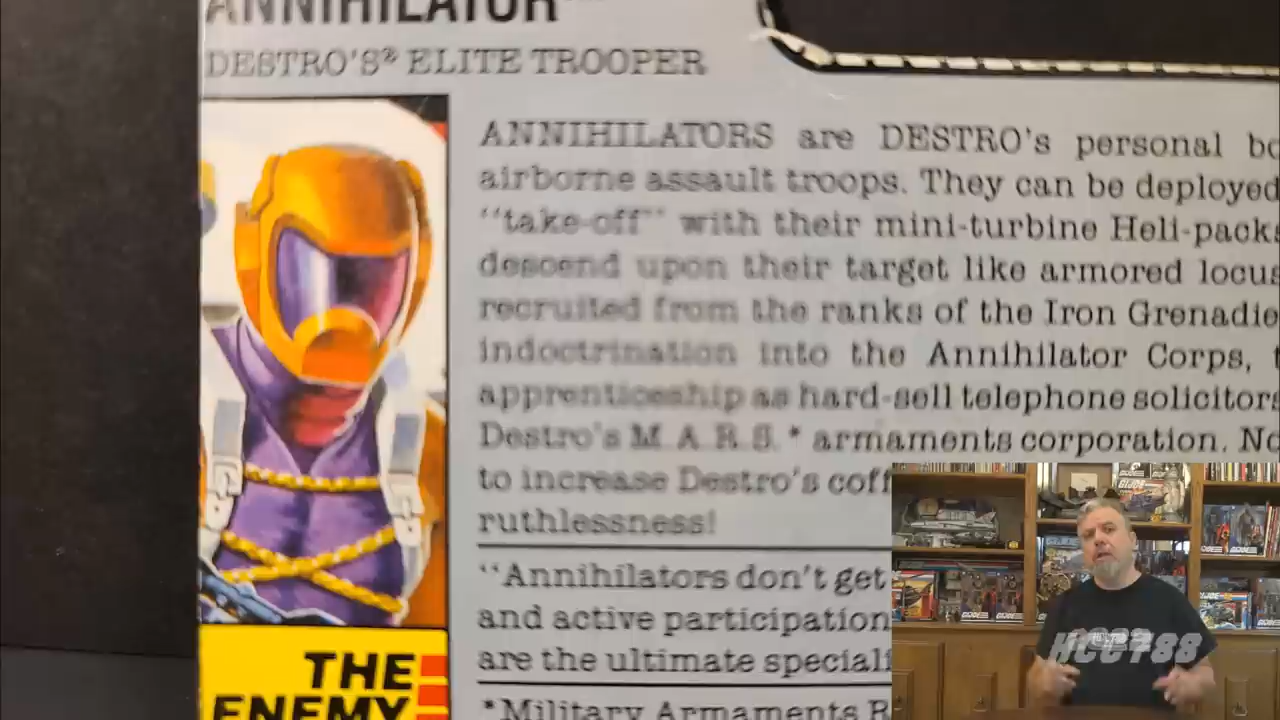 ANNIHILATOR
DESTRO'S® ELITE TROOPER
ANNIHILATORS are DESTRO's personal bo
airborne assault troops. They can be deployed
"take-off" with their mini-turbine Heli-packs
descend upon their target like armored locus
recruited from the ranks of the Iron Grenadie
indoctrination into the Annihilator Corps, t
apprenticeship as hard-sell telephone solicitors
Destro's M.A.R.S.* armaments corporation. No
to increase Destro's coff
ruthlessness!
"Annihilators don't get
and active participation
are the ultimate speciali
*Military Armaments R
THE
ENEMY
HCC788